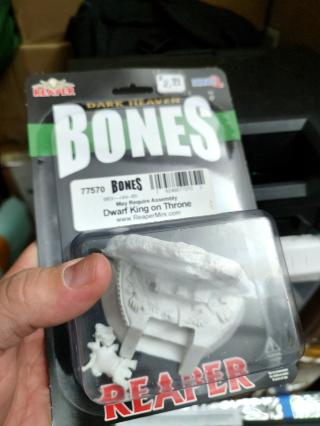 REAPER
DARK HEAVEN
BONES
77570 BONES
May Require Assembly
Dwarf King on Throne
www.ReaperMini.com
REAPER